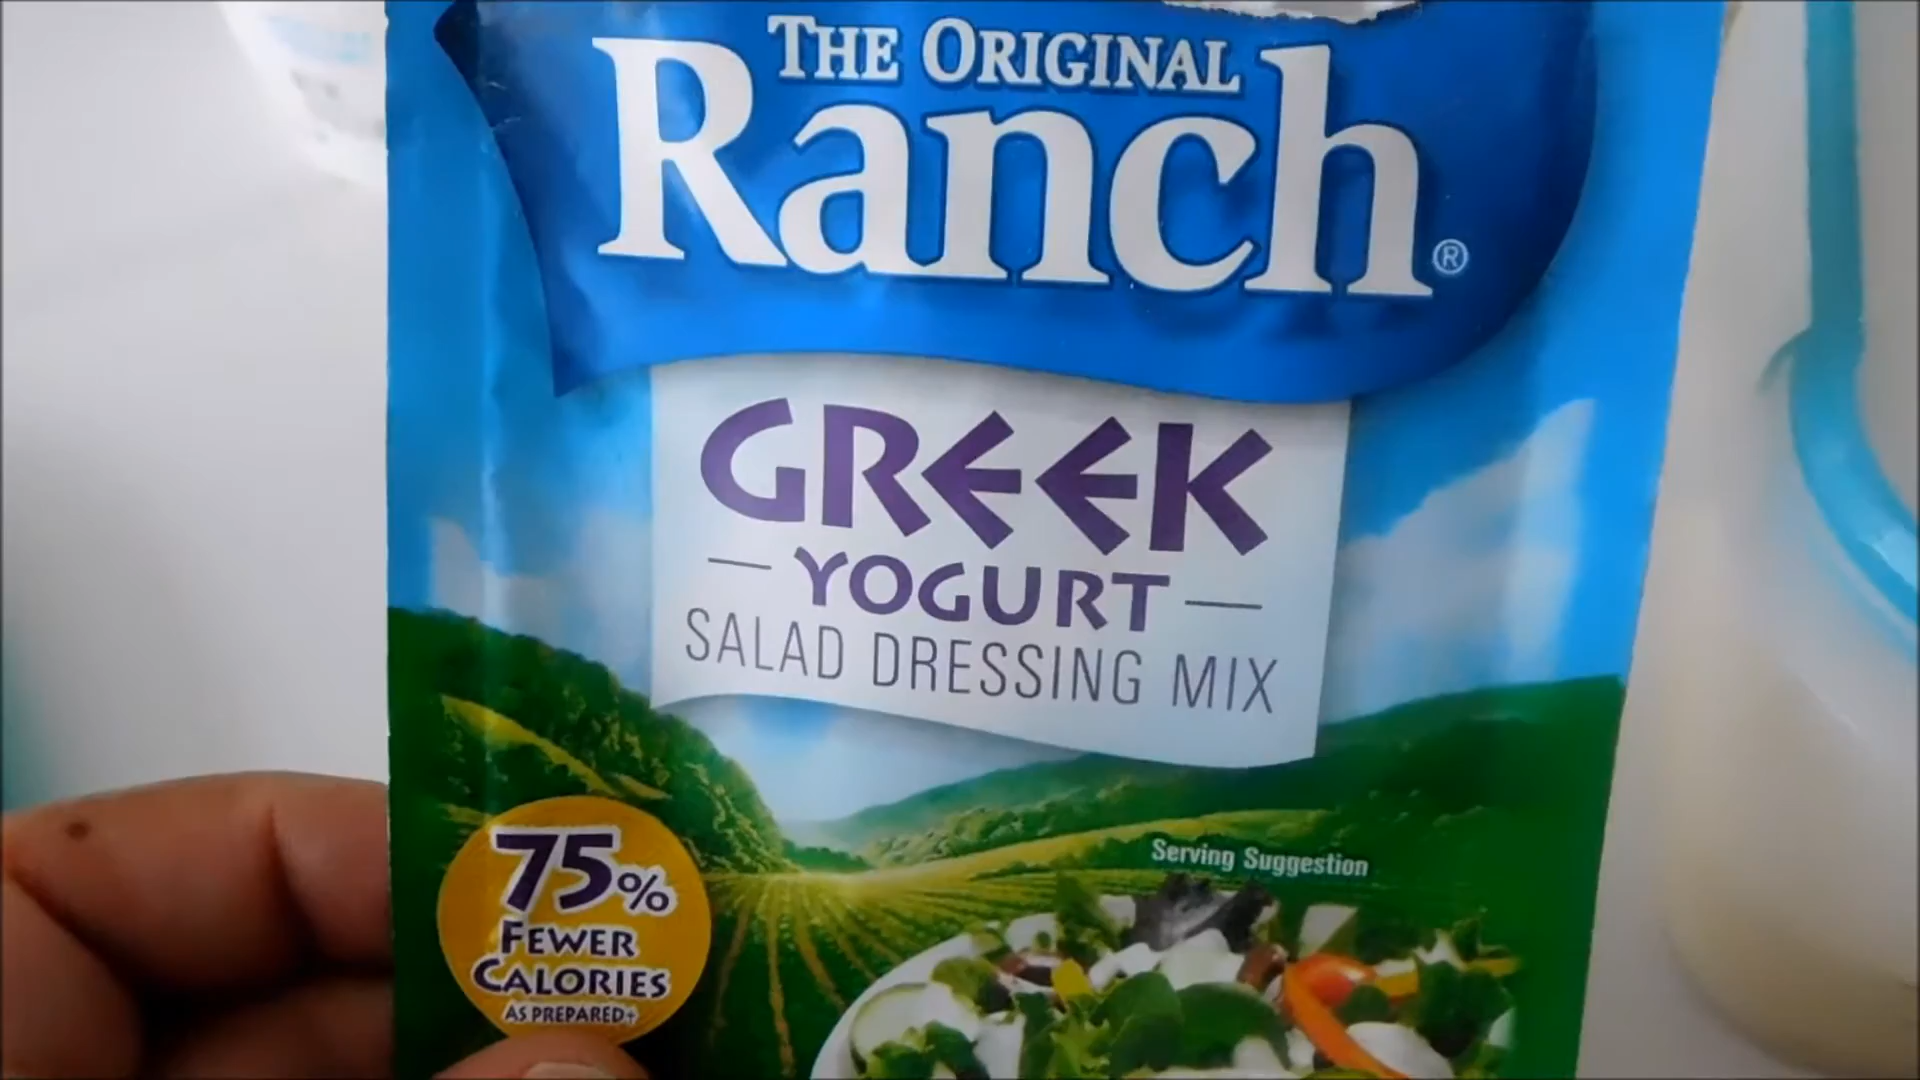 THE ORIGINAL
Ranch®
GREEK
YOGURT
SALAD DRESSING MIX
Serving Suggestion
75%
FEWER
CALORIES
AS PREPARED†